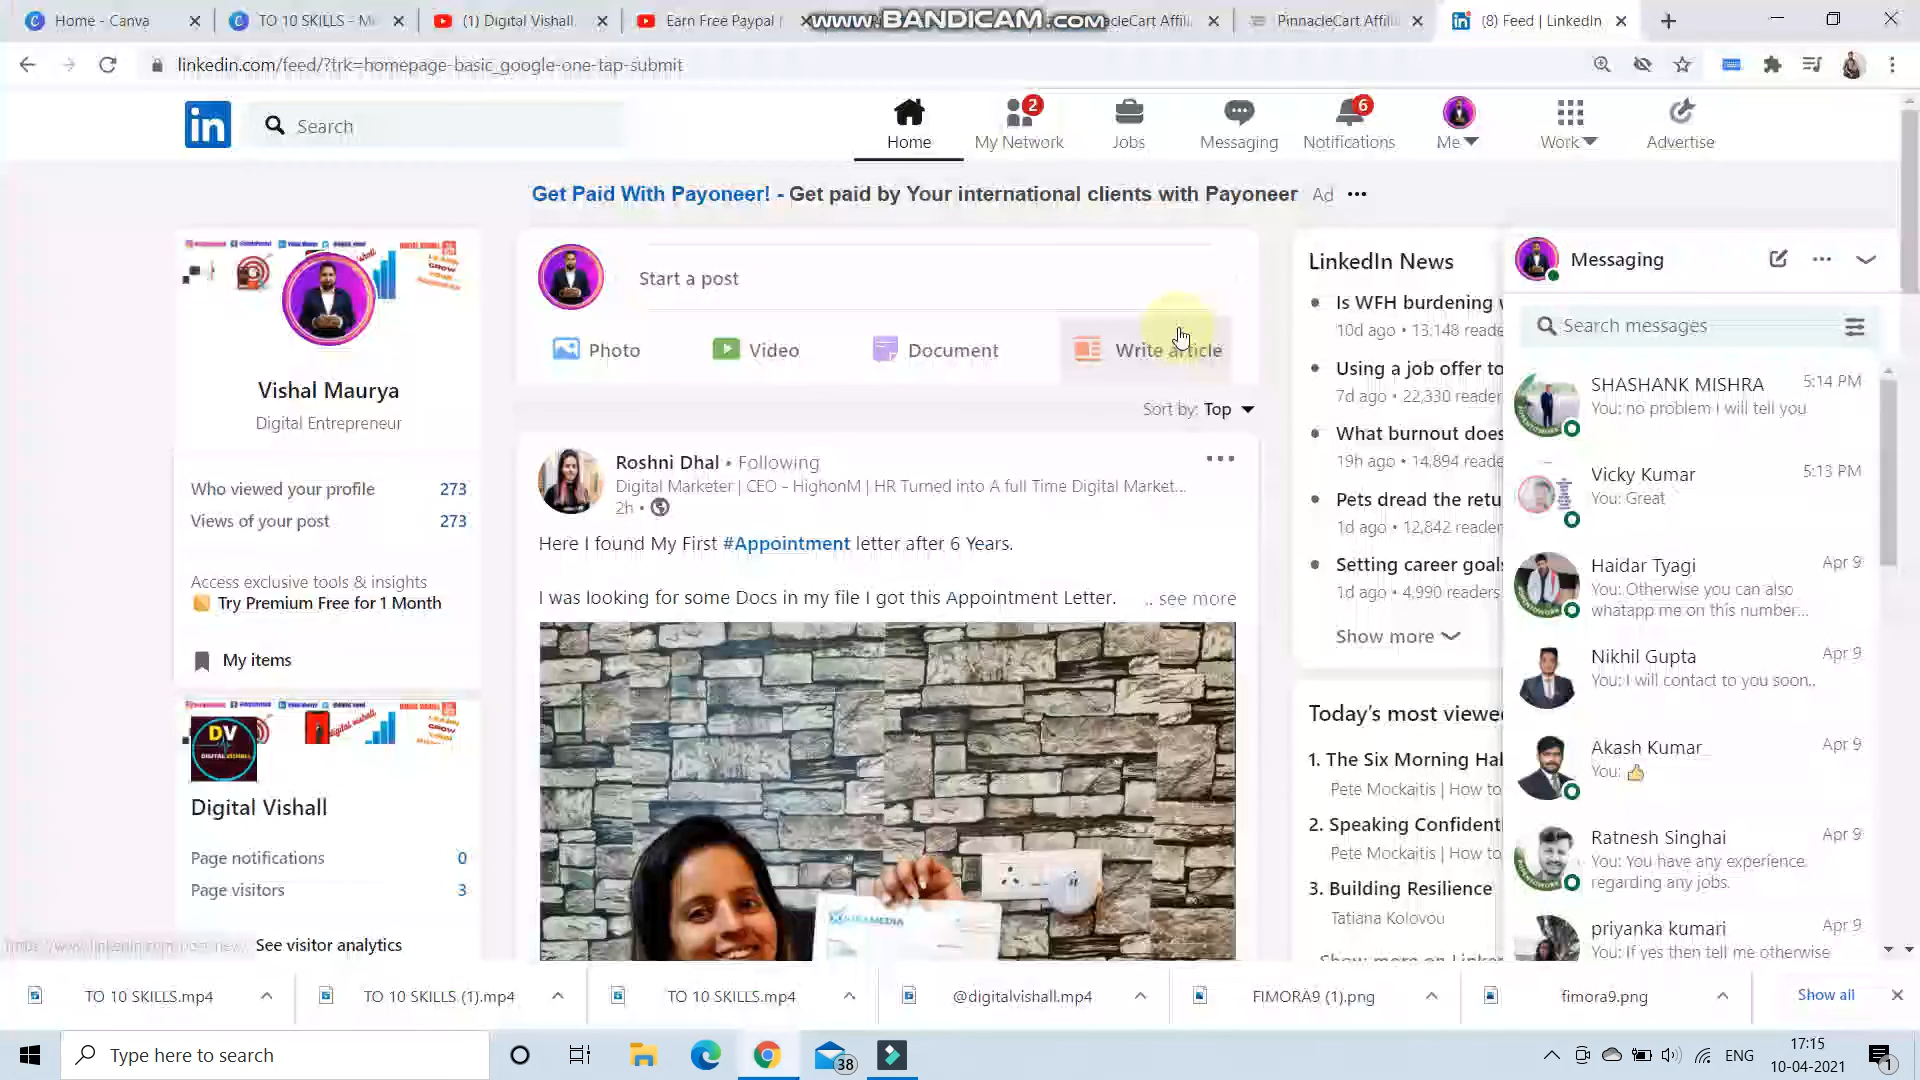 Home - Canva
TO 10 SKILLS - M
(1) Digital Vishall
Earn Free Paypal
www.BANDICAM.com
PinnacleCart Affili
(8) Feed | LinkedIn
linkedin.com/feed/?trk=homepage-basic_google-one-tap-submit
in
Search
Home
2
My Network
Jobs
Messaging
6
Notifications
Me
Work
Advertise
Get Paid With Payoneer! - Get paid by Your international clients with Payoneer Ad
Start a post
Photo
Video
Document
Write article
Sort by: Top
Vishal Maurya
Digital Entrepreneur
Who viewed your profile 273
Views of your post 273
Access exclusive tools & insights
Try Premium Free for 1 Month
My items
DV
DIGITAL VISHALL
Digital Vishall
Page notifications 0
Page visitors 3
See visitor analytics
Roshni Dhal • Following
Digital Marketer | CEO - HighonM | HR Turned into A full Time Digital Market...
2h •
Here I found My First #Appointment letter after 6 Years.
I was looking for some Docs in my file I got this Appointment Letter.
.. see more
LinkedIn News
Is WFH burdening
10d ago • 13,148 reade
Using a job offer to
7d ago • 22,330 reader
What burnout does
19h ago • 14,894 reade
Pets dread the retu
1d ago • 12,842 reader
Setting career goals
1d ago • 4,990 readers
Show more
Today's most viewe
1. The Six Morning Ha
Pete Mockaitis | How to
2. Speaking Confident
Pete Mockaitis | How to
3. Building Resilience
Tatiana Kolovou
Messaging
Search messages
SHASHANK MISHRA 5:14 PM
You: no problem I will tell you
Vicky Kumar 5:13 PM
You: Great
Haidar Tyagi Apr 9
You: Otherwise you can also
whatapp me on this number...
Nikhil Gupta Apr 9
You: I will contact to you soon..
Akash Kumar Apr 9
You: 👍
Ratnesh Singhai Apr 9
You: You have any experience
regarding any jobs.
priyanka kumari Apr 9
You: If yes then tell me otherwise
TO 10 SKILLS.mp4
TO 10 SKILLS (1).mp4
TO 10 SKILLS.mp4
@digitalvishall.mp4
FIMORA9 (1).png
fimora9.png
Show all
Type here to search
38
ENG
17:15
10-04-2021
1